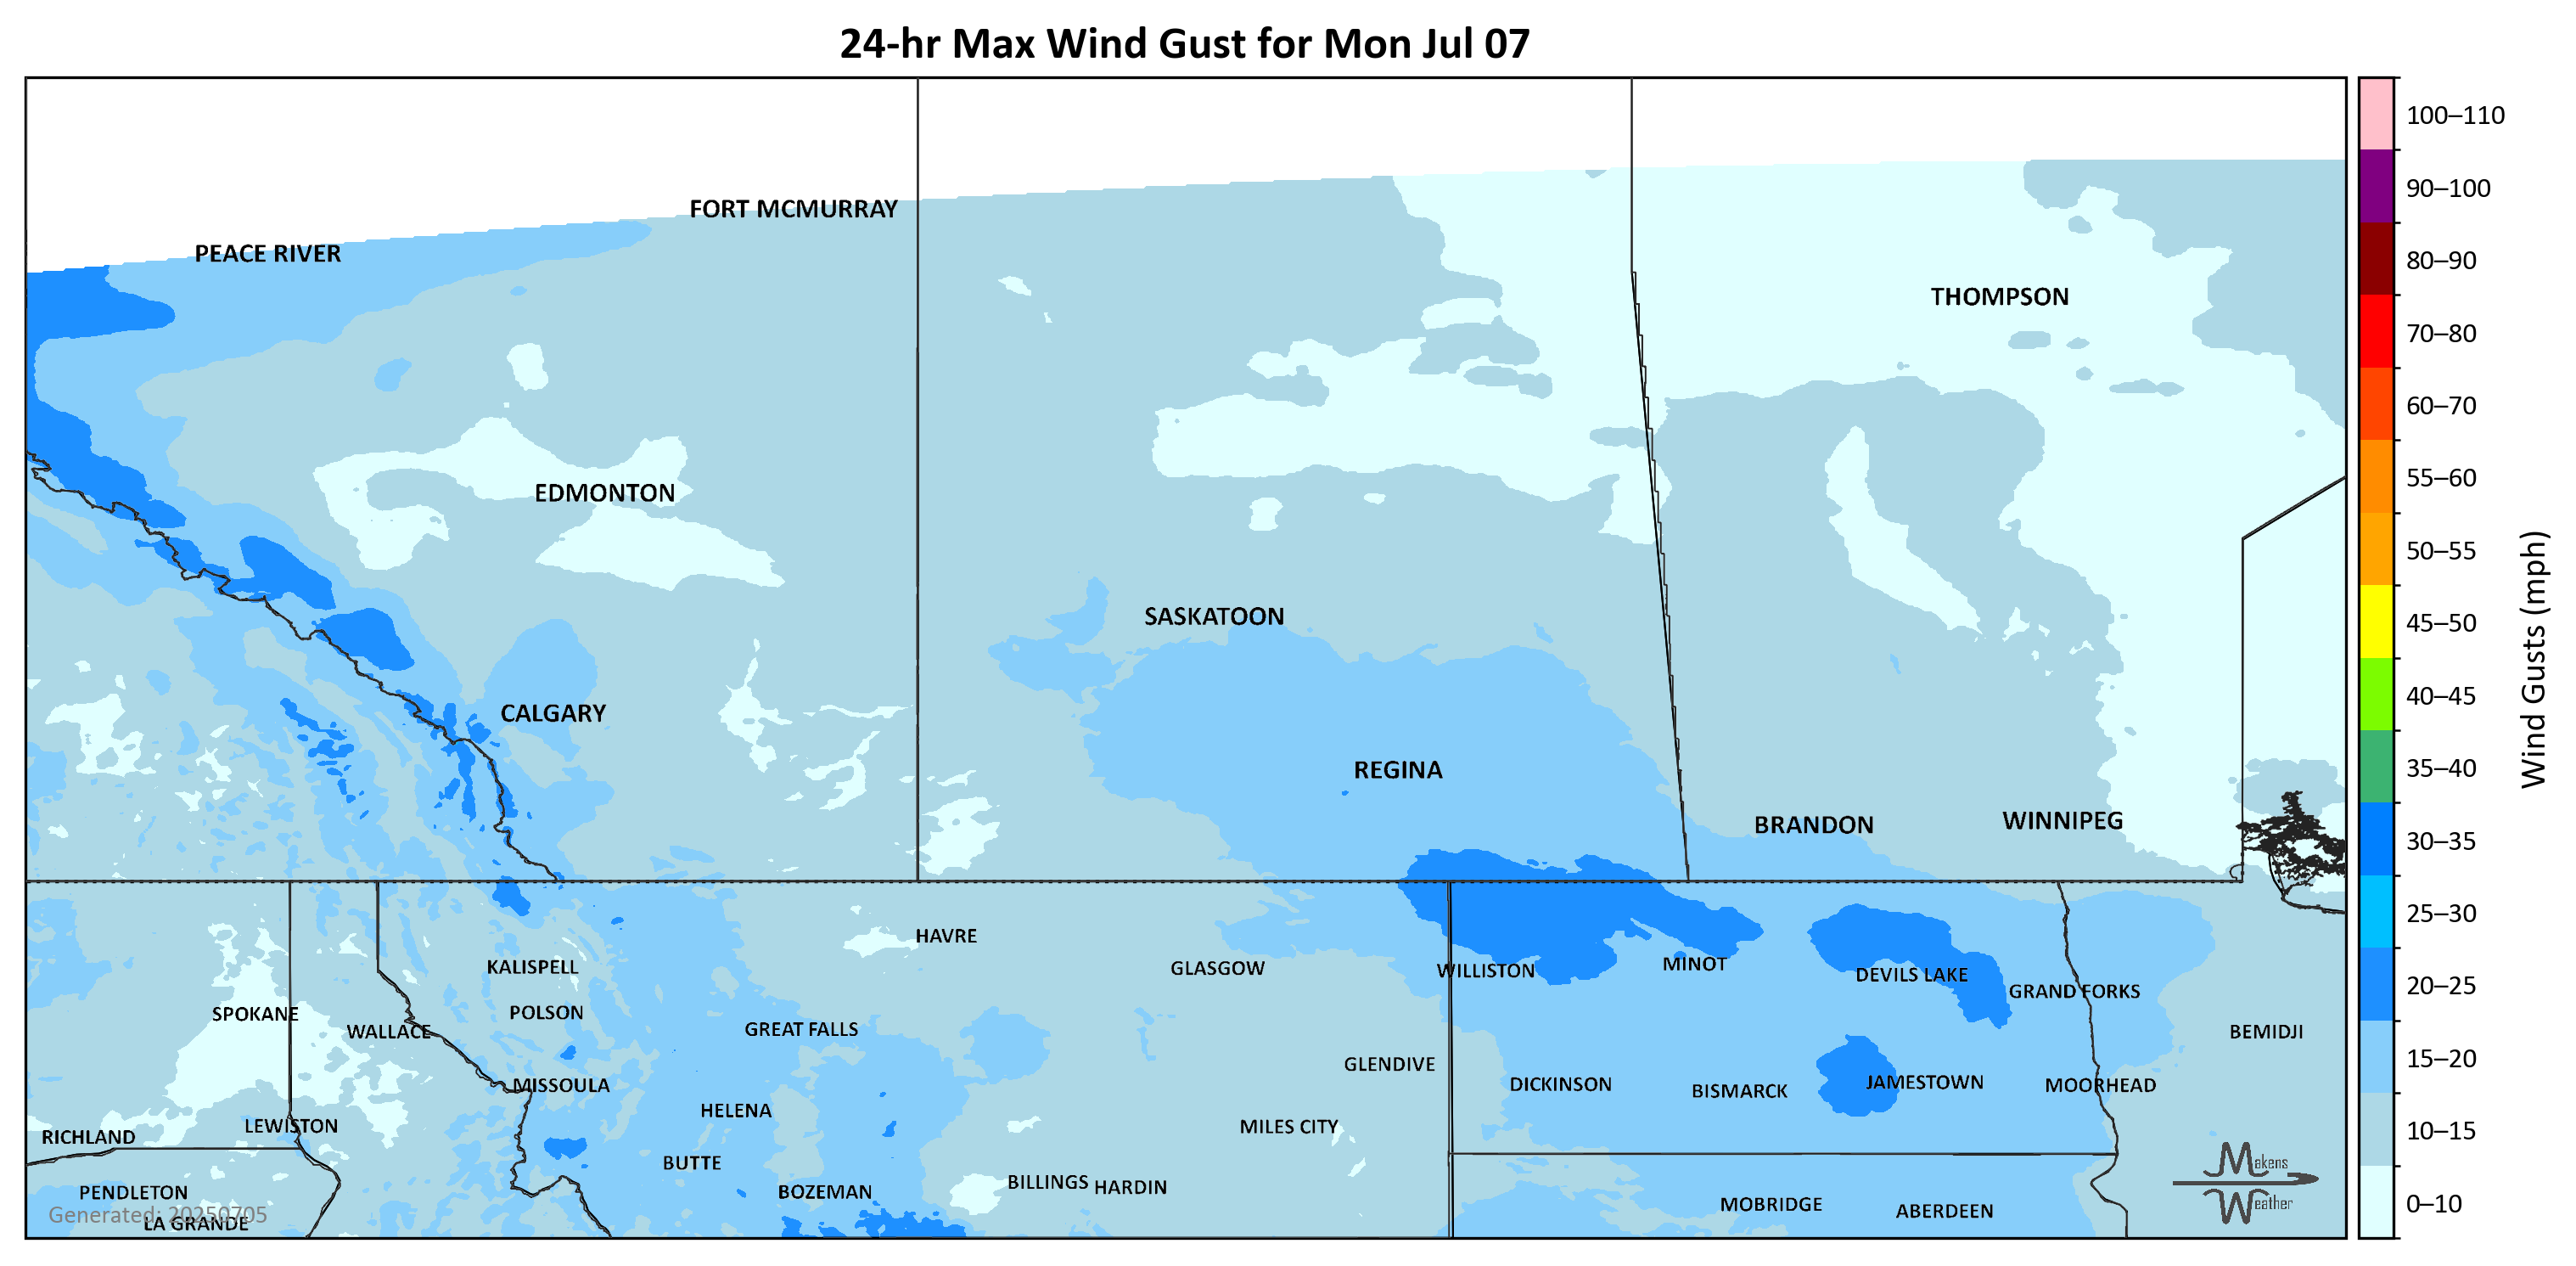 24-hr Max Wind Gust for Mon Jul 07
100–110
90–100
80–90
70–80
60–70
55–60
50–55
45–50
40–45
35–40
30–35
25–30
20–25
15–20
10–15
0–10
Wind Gusts (mph)
FORT MCMURRAY
PEACE RIVER
THOMPSON
EDMONTON
SASKATOON
CALGARY
REGINA
BRANDON
WINNIPEG
HAVRE
KALISPELL
GLASGOW
WILLISTON
MINOT
DEVILS LAKE
GRAND FORKS
SPOKANE
POLSON
WALLACE
GREAT FALLS
BEMIDJI
GLENDIVE
MISSOULA
DICKINSON
BISMARCK
JAMESTOWN
MOORHEAD
HELENA
LEWISTON
MILES CITY
RICHLAND
BUTTE
BILLINGS
HARDIN
BOZEMAN
PENDLETON
MOBRIDGE
ABERDEEN
Generated: 20250705
LA GRANDE
Makens
Weather